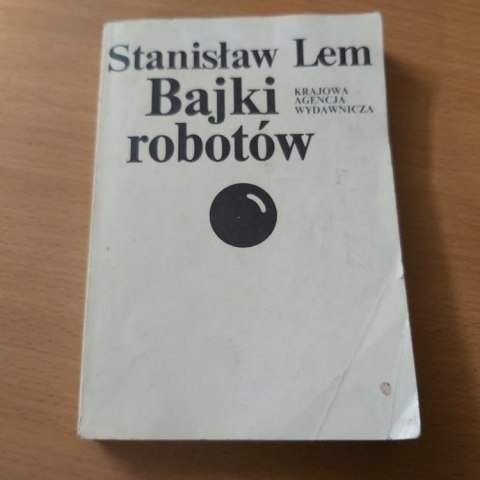 Stanisław Lem
Bajki
robotów
KRAJOWA
AGENCJA
WYDAWNICZA